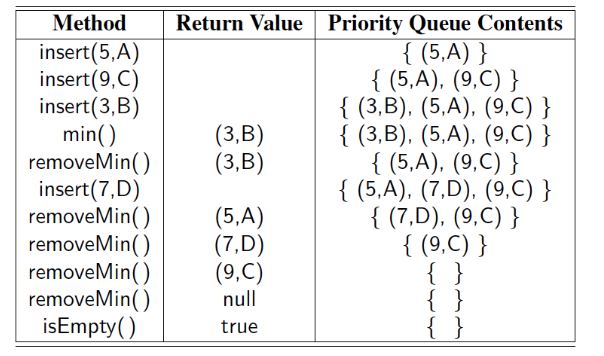 Method Return Value Priority Queue Contents
insert(5,A) { (5,A) }
insert(9,C) { (5,A), (9,C) }
insert(3,B) { (3,B), (5,A), (9,C) }
min() (3,B) { (3,B), (5,A), (9,C) }
removeMin() (3,B) { (5,A), (9,C) }
insert(7,D) { (5,A), (7,D), (9,C) }
removeMin() (5,A) { (7,D), (9,C) }
removeMin() (7,D) { (9,C) }
removeMin() (9,C) { }
removeMin() null { }
isEmpty() true { }